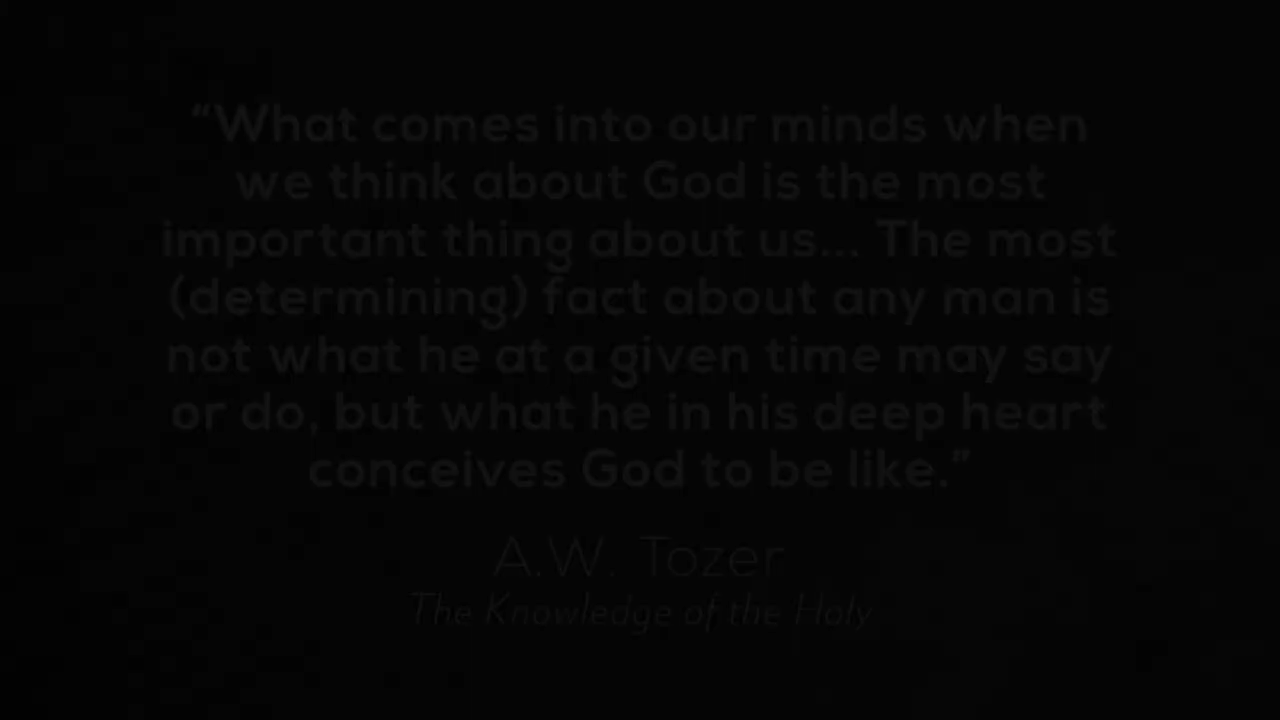 “What comes into our minds when
we think about God is the most
important thing about us... The most
(determining) fact about any man is
not what he at a given time may say
or do, but what he in his deep heart
conceives God to be like.”
A.W. Tozer
The Knowledge of the Holy